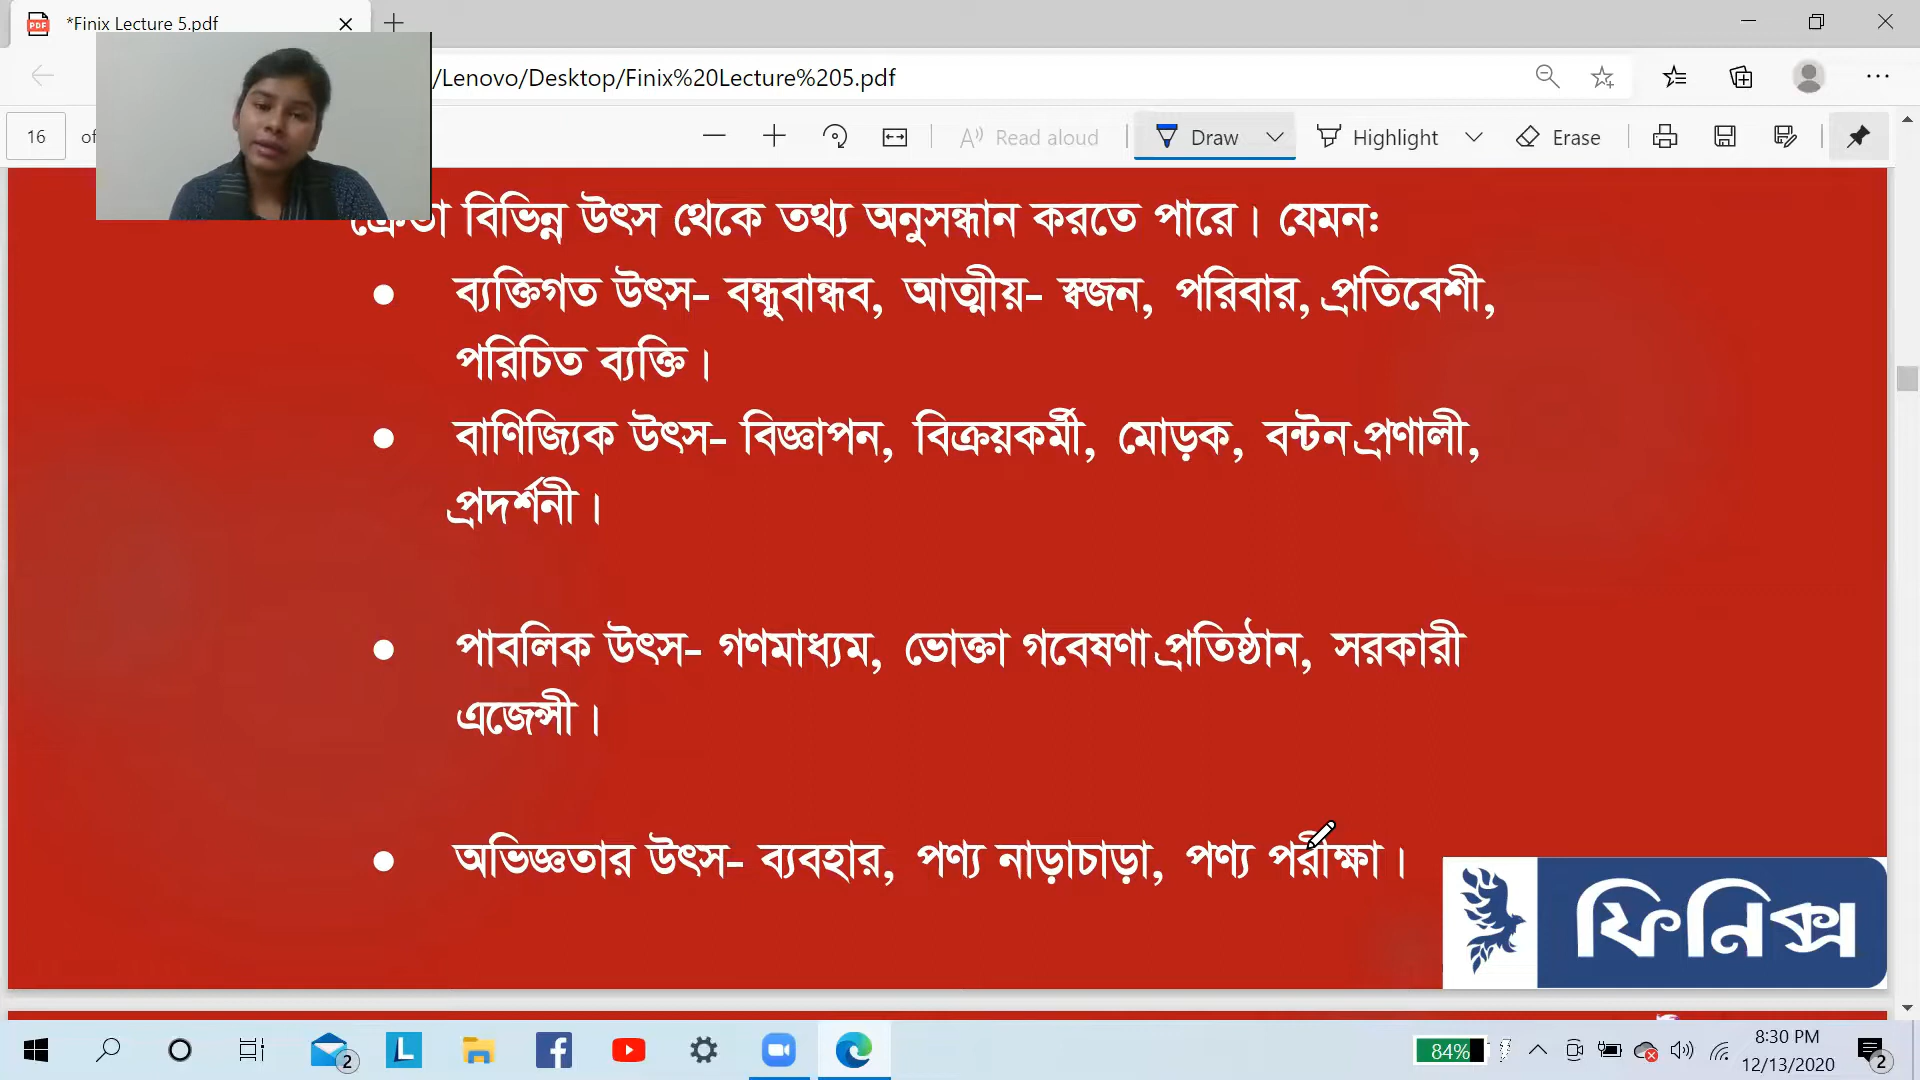 *Finix Lecture 5.pdf
/Lenovo/Desktop/Finix%20Lecture%205.pdf
16 of
Read aloud Draw Highlight Erase
ক্রেতা বিভিন্ন উৎস থেকে তথ্য অনুসন্ধান করতে পারে। যেমনঃ
ব্যক্তিগত উৎস- বন্ধুবান্ধব, আত্মীয়- স্বজন, পরিবার, প্রতিবেশী,
পরিচিত ব্যক্তি।
বাণিজ্যিক উৎস- বিজ্ঞাপন, বিক্রয়কর্মী, মোড়ক, বন্টন প্রণালী,
প্রদর্শনী।
পাবলিক উৎস- গণমাধ্যম, ভোক্তা গবেষণা প্রতিষ্ঠান, সরকারী
এজেন্সী।
অভিজ্ঞতার উৎস- ব্যবহার, পণ্য নাড়াচাড়া, পণ্য পরীক্ষা।
ফিনিক্স
2
L
84%
8:30 PM
12/13/2020
2